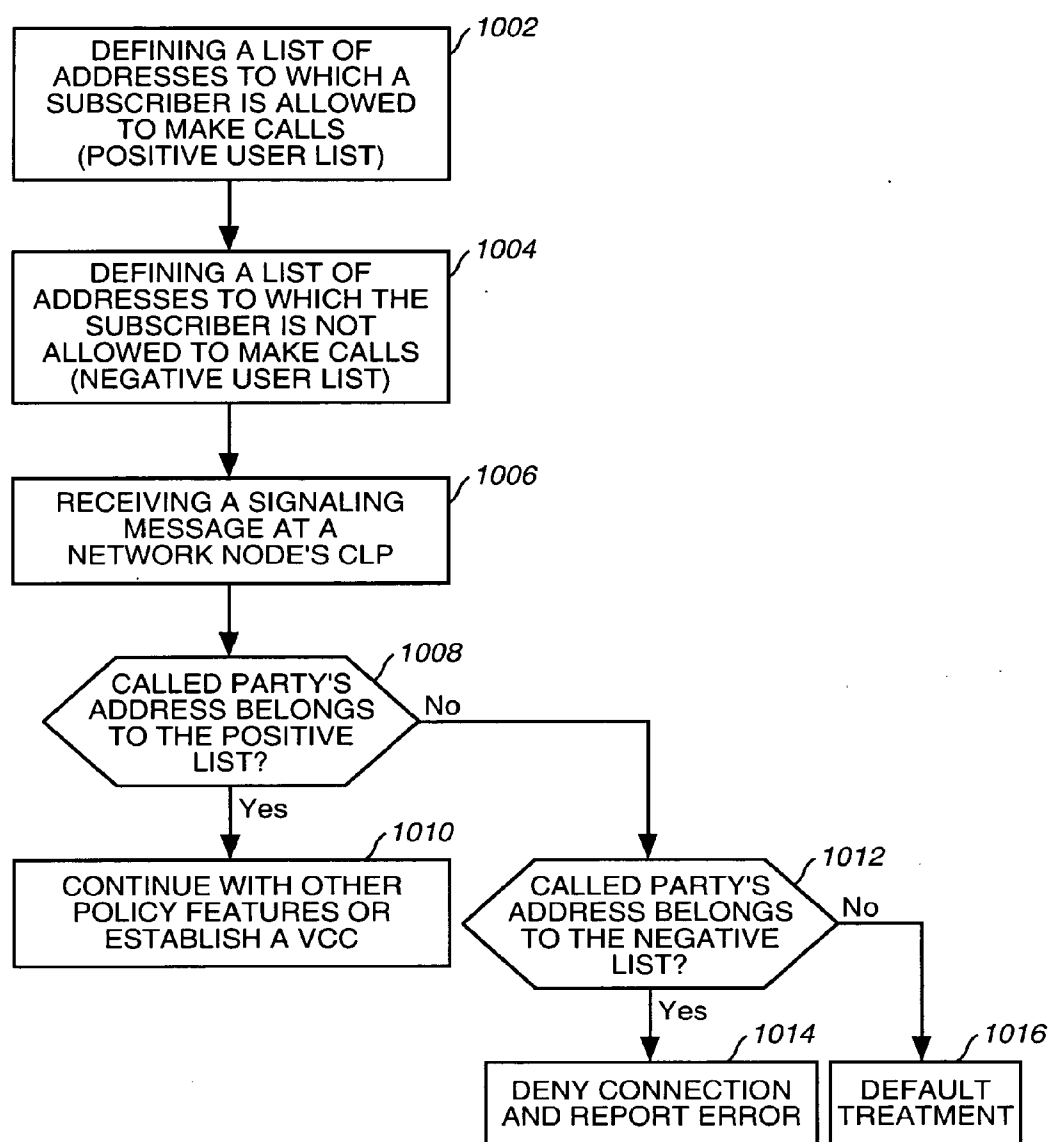 1002
DEFINING A LIST OF
ADDRESSES TO WHICH A
SUBSCRIBER IS ALLOWED
TO MAKE CALLS
(POSITIVE USER LIST)
1004
DEFINING A LIST OF
ADDRESSES TO WHICH THE
SUBSCRIBER IS NOT
ALLOWED TO MAKE CALLS
(NEGATIVE USER LIST)
1006
RECEIVING A SIGNALING
MESSAGE AT A
NETWORK NODE'S CLP
1008
CALLED PARTY'S
ADDRESS BELONGS
TO THE POSITIVE
LIST?
No
Yes
1010
CONTINUE WITH OTHER
POLICY FEATURES OR
ESTABLISH A VCC
1012
CALLED PARTY'S
ADDRESS BELONGS
TO THE NEGATIVE
LIST?
No
Yes
1014
DENY CONNECTION
AND REPORT ERROR
1016
DEFAULT
TREATMENT